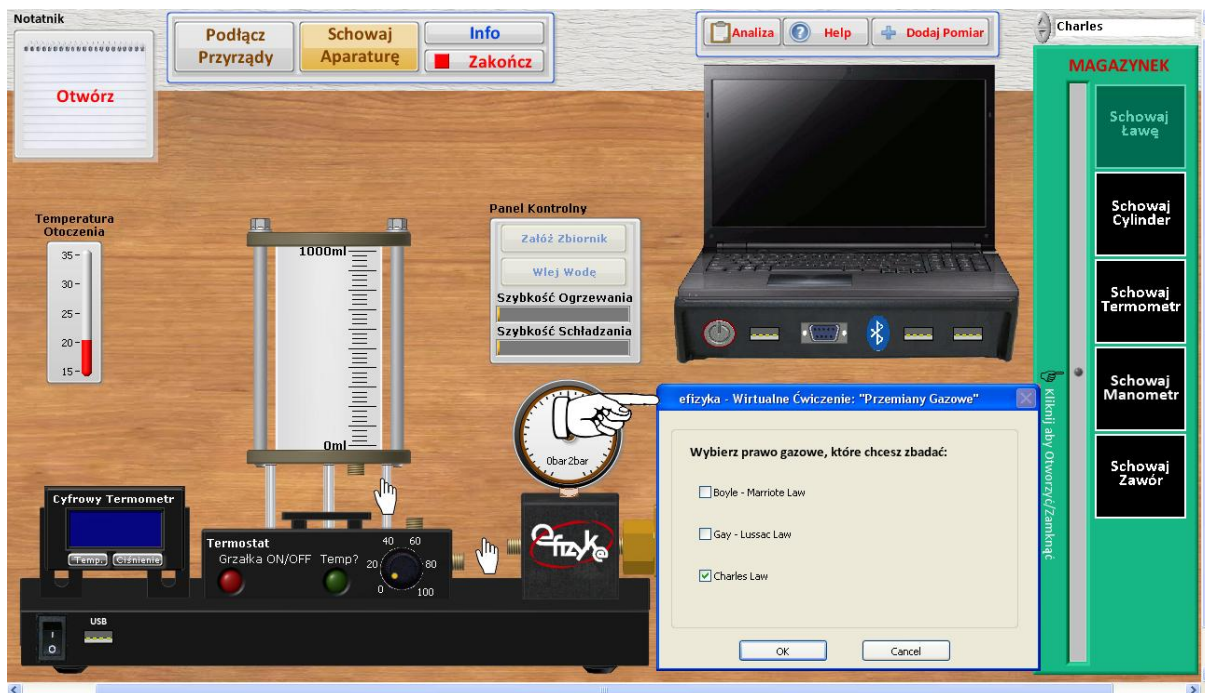 Notatnik
Otwórz
Podłącz
Przyrządy
Schowaj
Aparaturę
Info
Zakończ
Analiza
Help
Dodaj Pomiar
Charles
MAGAZYNEK
Schowaj
Ławę
Schowaj
Cylinder
Schowaj
Termometr
Schowaj
Manometr
Schowaj
Zawór
Kliknij aby Otworzyć/Zamknąć
Temperatura
Otoczenia
35
30
25
20
15
1000ml
0ml
Panel Kontrolny
Załóż Zbiornik
Wlej Wodę
Szybkość Ogrzewania
Szybkość Schładzania
0bar 2bar
efizyk@
Cyfrowy Termometr
Temp.
Ciśnienie
Termostat
Grzałka ON/OFF Temp?
0
20
40
60
80
100
USB
I
O
efizyka - Wirtualne Ćwiczenie: "Przemiany Gazowe"
Wybierz prawo gazowe, które chcesz zbadać:
Boyle - Marriote Law
Gay - Lussac Law
Charles Law
OK
Cancel